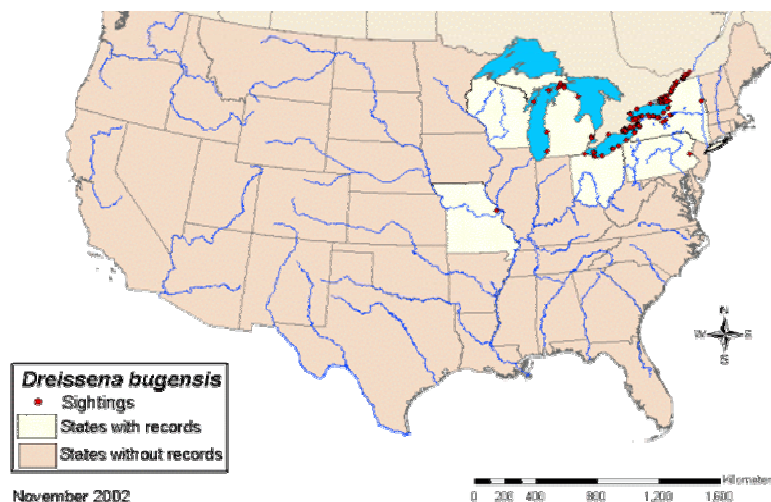 N
W E
S
Dreissena bugensis
Sightings
States with records
States without records
November 2002
Kilometers
0 200 400 800 1,200 1,600